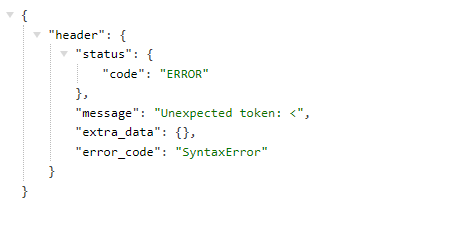 {
"header": {
"status": {
"code": "ERROR"
},
"message": "Unexpected token: <",
"extra_data": {},
"error_code": "SyntaxError"
}
}